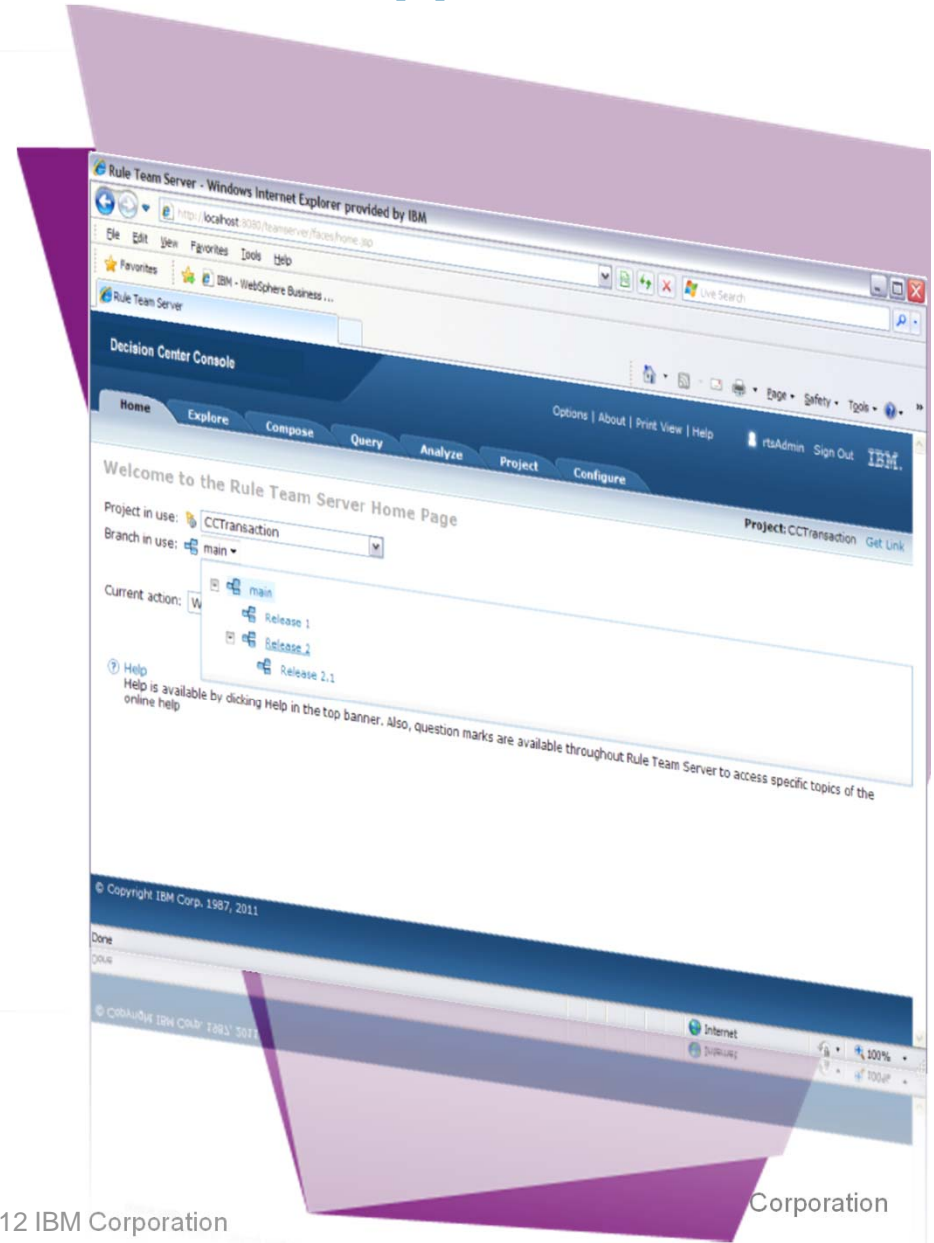 Rule Team Server - Windows Internet Explorer provided by IBM
http://localhost:8080/teamserver/faces/home.jsp
Live Search
File Edit View Favorites Tools Help
Favorites IBM - WebSphere Business ...
Rule Team Server
Page Safety Tools
Decision Center Console
Options | About | Print View | Help rtsAdmin Sign Out IBM.
Home Explore Compose Query Analyze Project Configure
Project: CCTransaction Get Link
Welcome to the Rule Team Server Home Page
Project in use: CCTransaction
Branch in use: main
main
Release 1
Release 2
Release 2.1
Current action: W
Help
Help is available by clicking Help in the top banner. Also, question marks are available throughout Rule Team Server to access specific topics of the
online help
© Copyright IBM Corp. 1987, 2011
Done
Internet 100%
12 IBM Corporation
Corporation